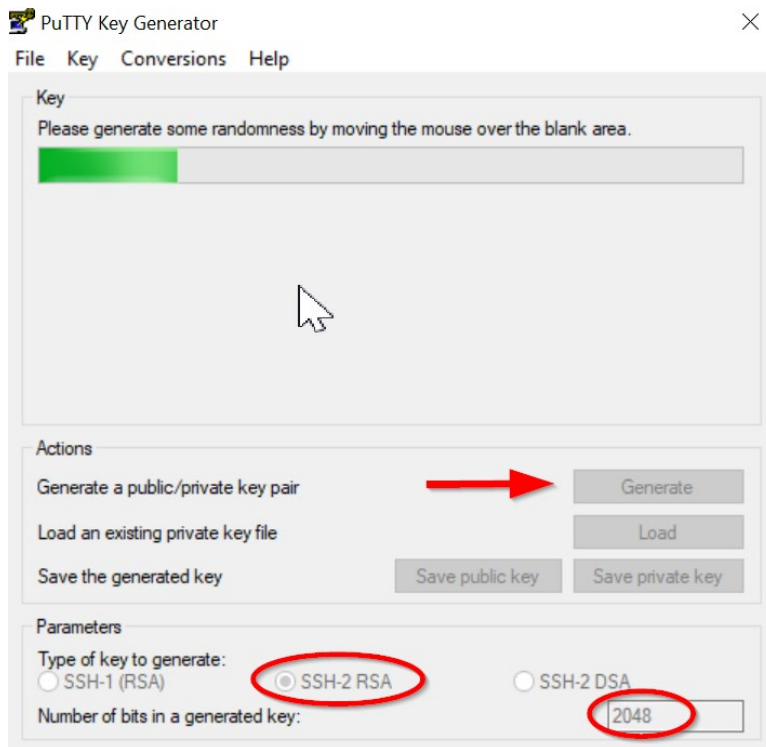 PuTTY Key Generator
File Key Conversions Help
Key
Please generate some randomness by moving the mouse over the blank area.
Actions
Generate a public/private key pair
Generate
Load an existing private key file
Load
Save the generated key
Save public key
Save private key
Parameters
Type of key to generate:
SSH-1 (RSA)
SSH-2 RSA
SSH-2 DSA
Number of bits in a generated key:
2048